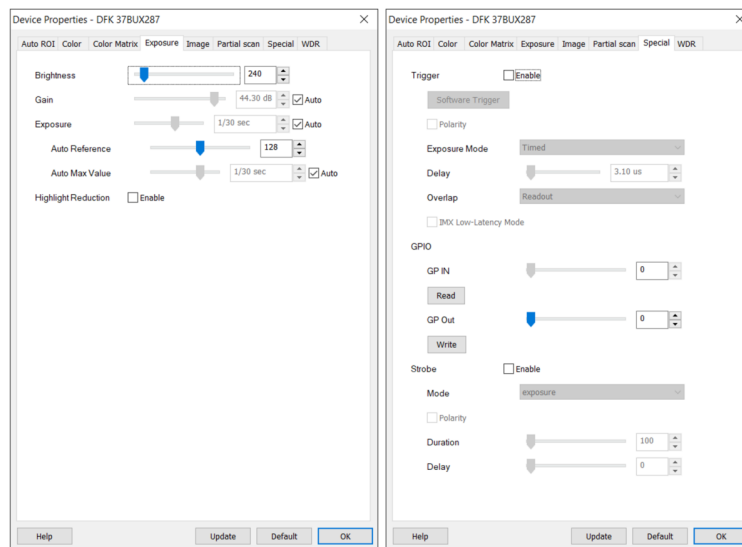 Device Properties - DFK 37BUX287
Auto ROI Color Color Matrix Exposure Image Partial scan Special WDR
Brightness 240
Gain 44.30 dB Auto
Exposure 1/30 sec Auto
Auto Reference 128
Auto Max Value 1/30 sec Auto
Highlight Reduction Enable
Help Update Default OK
Device Properties - DFK 37BUX287
Auto ROI Color Color Matrix Exposure Image Partial scan Special WDR
Trigger Enable
Software Trigger
Polarity
Exposure Mode Timed
Delay 3.10 us
Overlap Readout
IMX Low-Latency Mode
GPIO
GP IN 0
Read
GP Out 0
Write
Strobe Enable
Mode exposure
Polarity
Duration 100
Delay 0
Help Update Default OK